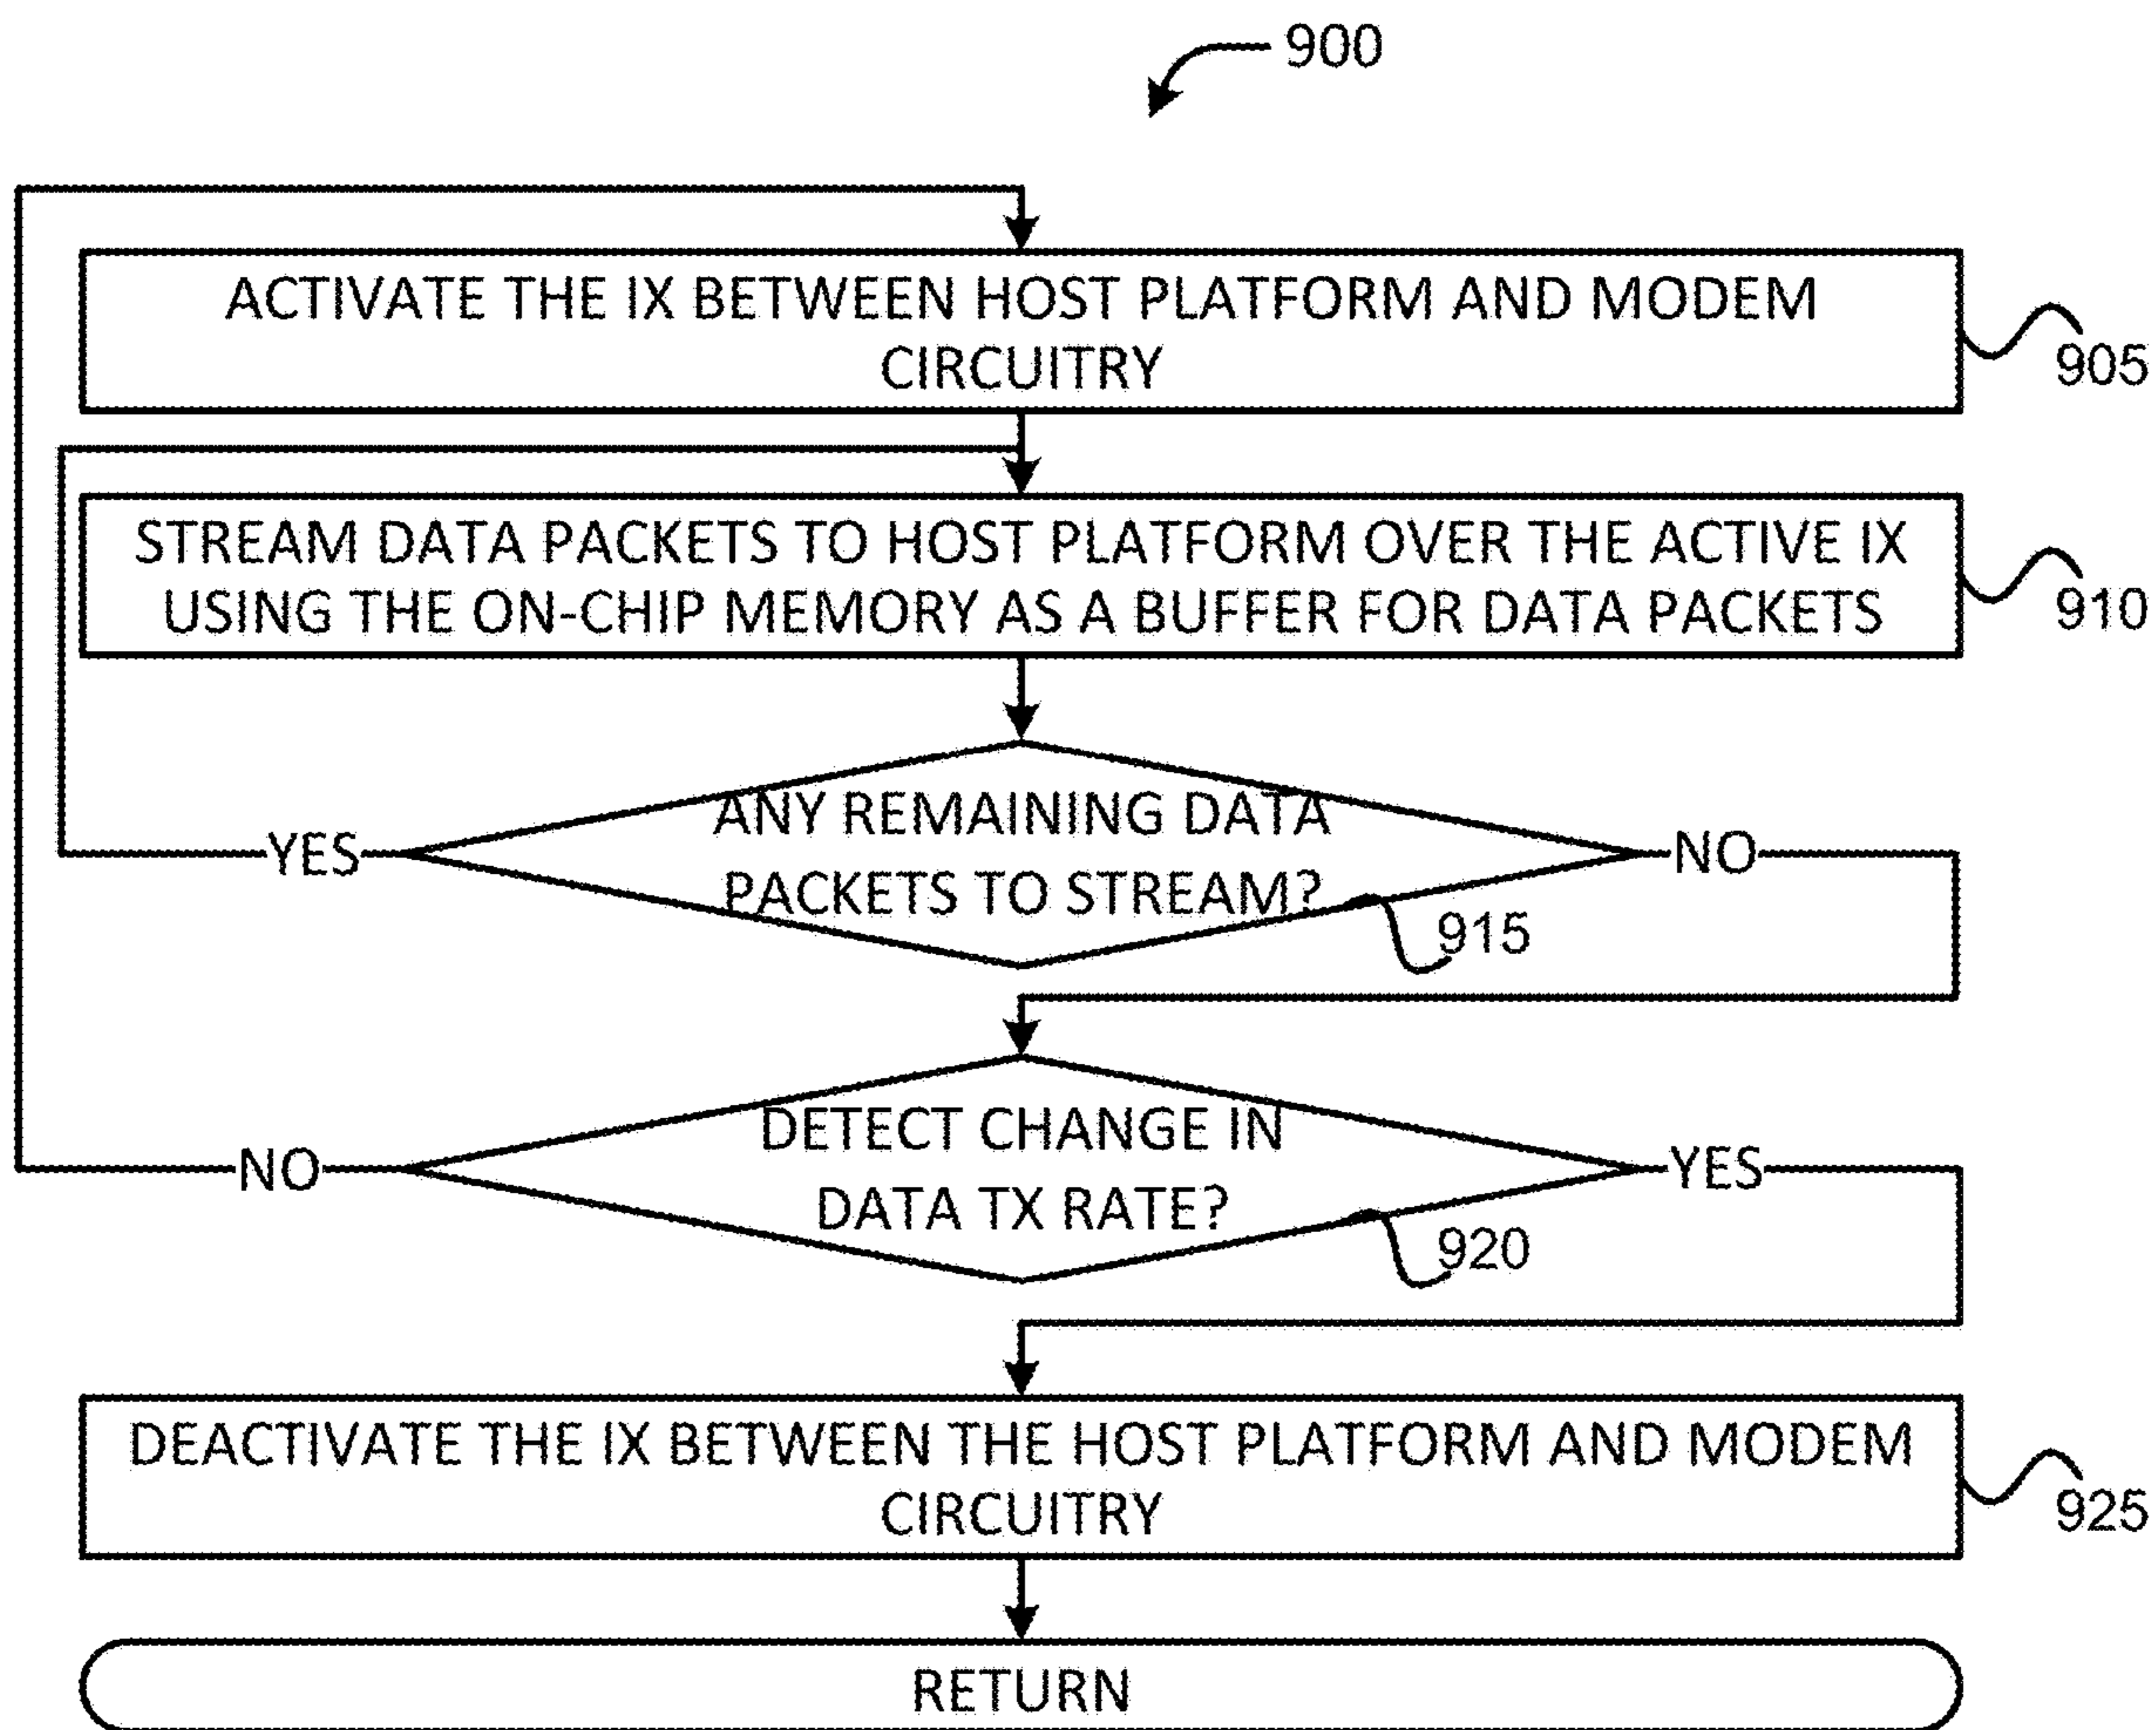 900
ACTIVATE THE IX BETWEEN HOST PLATFORM AND MODEM
CIRCUITRY
905
STREAM DATA PACKETS TO HOST PLATFORM OVER THE ACTIVE IX
USING THE ON-CHIP MEMORY AS A BUFFER FOR DATA PACKETS
910
ANY REMAINING DATA
PACKETS TO STREAM?
YES
NO
915
DETECT CHANGE IN
DATA TX RATE?
NO
YES
920
DEACTIVATE THE IX BETWEEN THE HOST PLATFORM AND MODEM
CIRCUITRY
925
RETURN